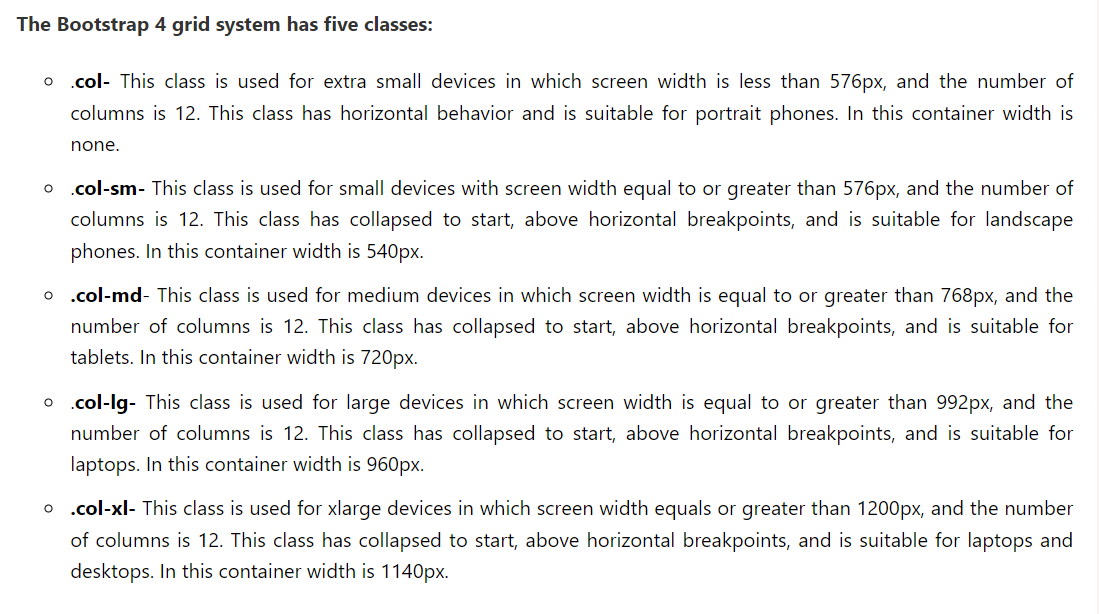 The Bootstrap 4 grid system has five classes:
.col- This class is used for extra small devices in which screen width is less than 576px, and the number of
columns is 12. This class has horizontal behavior and is suitable for portrait phones. In this container width is
none.
.col-sm- This class is used for small devices with screen width equal to or greater than 576px, and the number of
columns is 12. This class has collapsed to start, above horizontal breakpoints, and is suitable for landscape
phones. In this container width is 540px.
.col-md- This class is used for medium devices in which screen width is equal to or greater than 768px, and the
number of columns is 12. This class has collapsed to start, above horizontal breakpoints, and is suitable for
tablets. In this container width is 720px.
.col-lg- This class is used for large devices in which screen width is equal to or greater than 992px, and the
number of columns is 12. This class has collapsed to start, above horizontal breakpoints, and is suitable for
laptops. In this container width is 960px.
.col-xl- This class is used for xlarge devices in which screen width equals or greater than 1200px, and the number
of columns is 12. This class has collapsed to start, above horizontal breakpoints, and is suitable for laptops and
desktops. In this container width is 1140px.